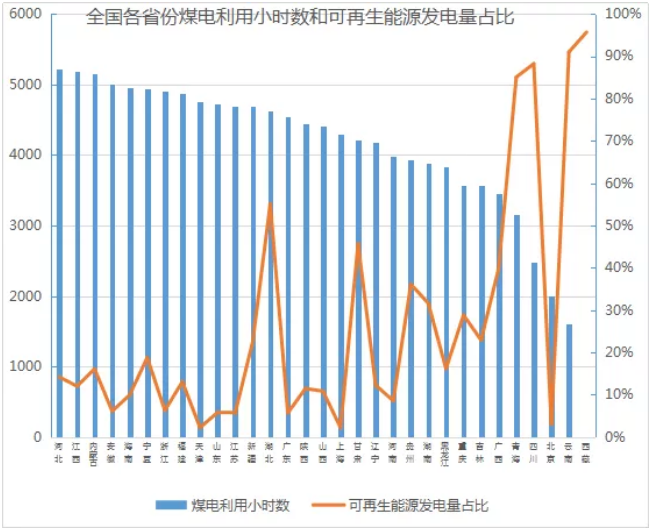 全国各省份煤电利用小时数和可再生能源发电量占比
6000
5000
4000
3000
2000
1000
0
100%
90%
80%
70%
60%
50%
40%
30%
20%
10%
0%
河北
江西
内蒙古
安徽
海南
宁夏
浙江
福建
天津
山东
江苏
新疆
湖北
广东
陕西
山西
上海
甘肃
辽宁
河南
贵州
湖南
黑龙江
重庆
吉林
广西
青海
四川
北京
云南
西藏
煤电利用小时数
可再生能源发电量占比